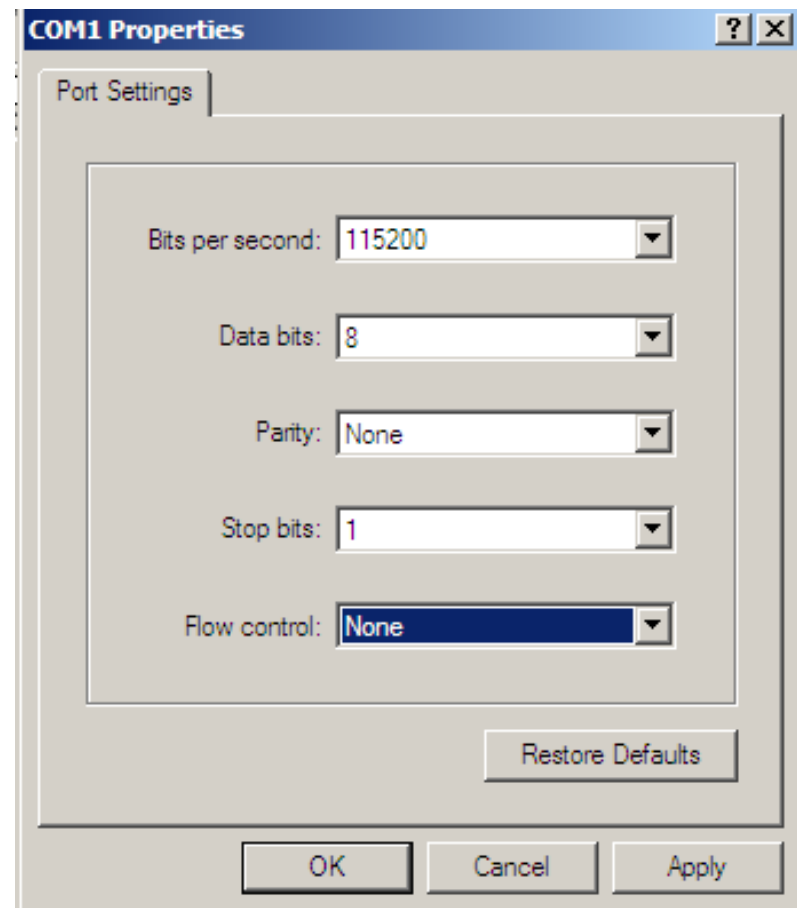 COM1 Properties
Port Settings
Bits per second: 115200
Data bits: 8
Parity: None
Stop bits: 1
Flow control: None
Restore Defaults
OK Cancel Apply